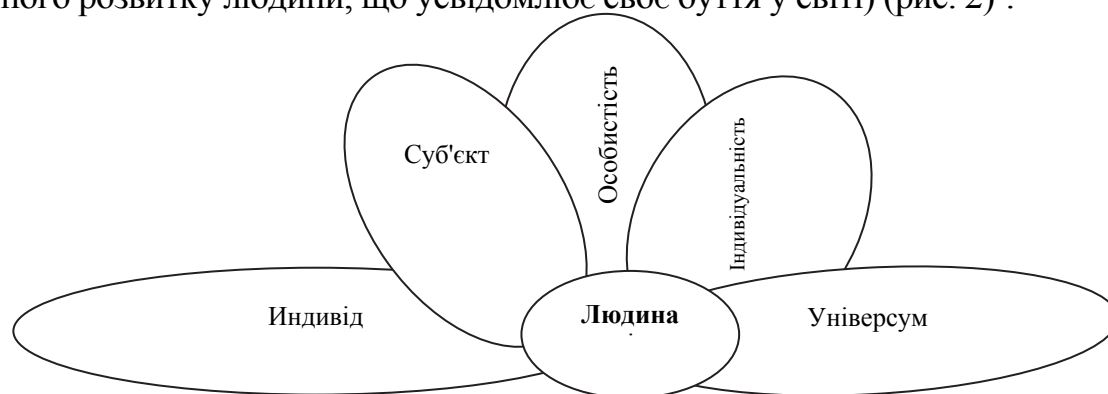 ного розвитку людини, що усвідомлює своє буття у світі) (рис. 2) .
Суб'єкт
Особистість
Індивідуальність
Индивід
Людина
Універсум